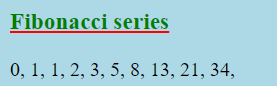 Fibonacci series
0, 1, 1, 2, 3, 5, 8, 13, 21, 34,